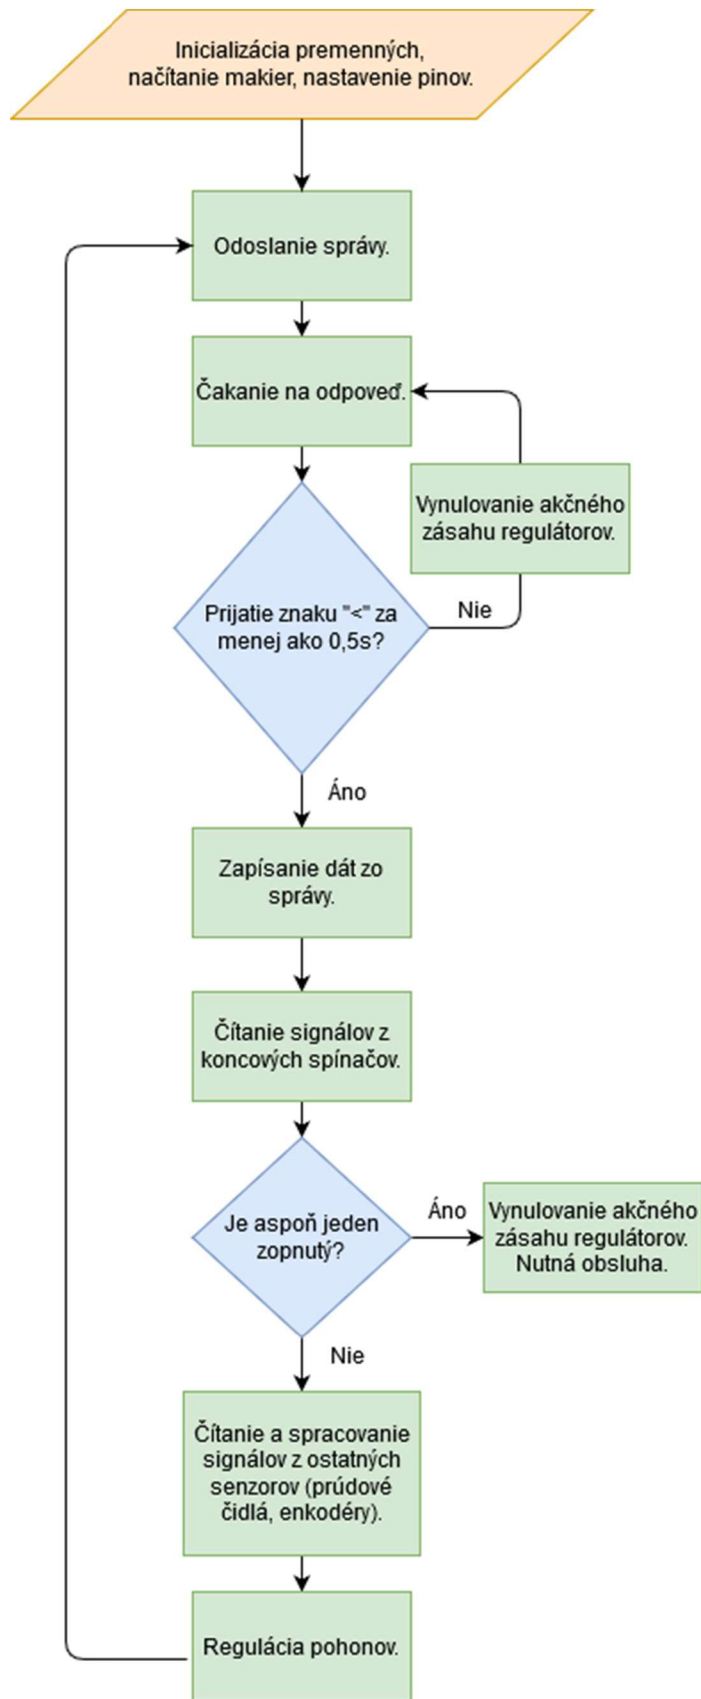 Inicializácia premenných,
načítanie makier, nastavenie pinov.
Odoslanie správy.
Čakanie na odpoveď.
Vynulovanie akčného
zásahu regulátorov.
Nie
Prijatie znaku "<" za
menej ako 0,5s?
Áno
Zapísanie dát zo
správy.
Čítanie signálov z
koncových spínačov.
Je aspoň jeden
zopnutý?
Áno
Vynulovanie akčného
zásahu regulátorov.
Nutná obsluha.
Nie
Čítanie a spracovanie
signálov z ostatných
senzorov (prúdové
čidlá, enkodéry).
Regulácia pohonov.